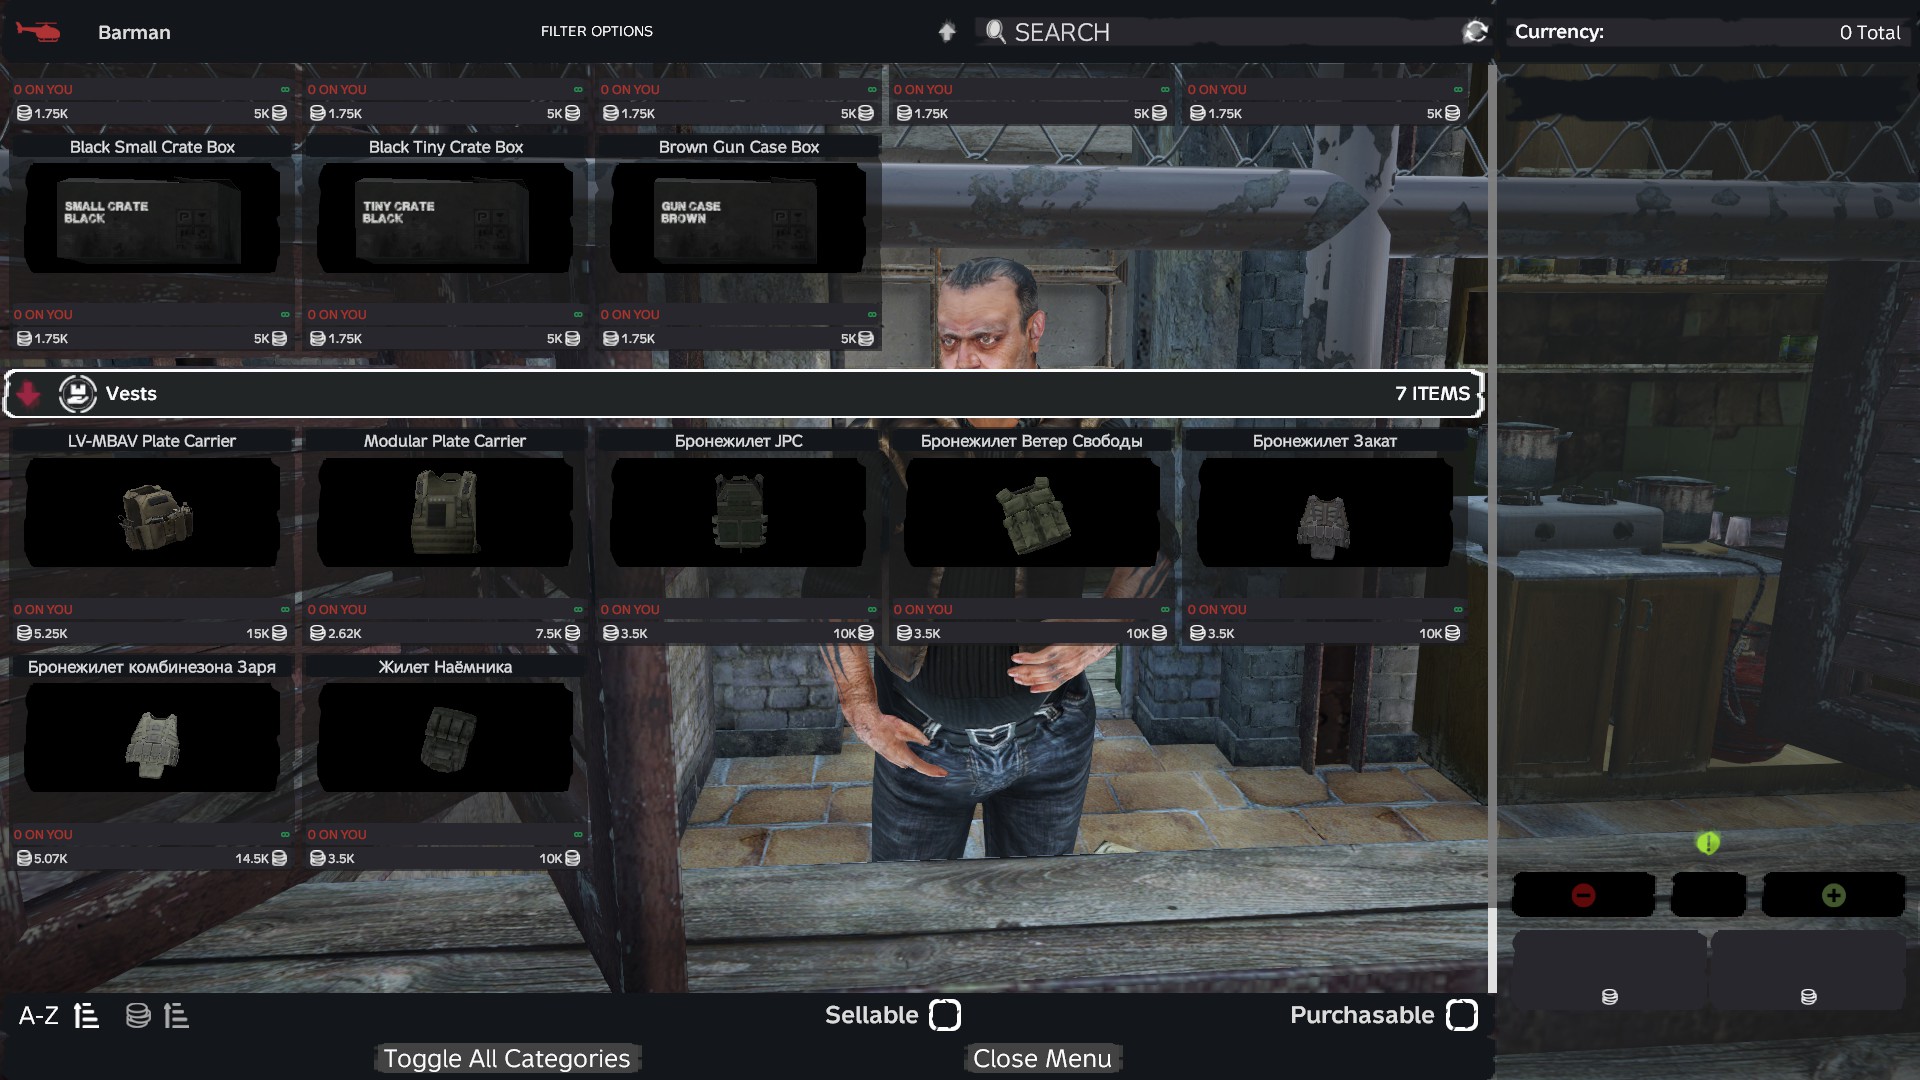 Barman
FILTER OPTIONS
SEARCH
Currency:
0 Total
0 ON YOU ∞ 0 ON YOU ∞ 0 ON YOU ∞ 0 ON YOU ∞ 0 ON YOU ∞
1.75K 5K 1.75K 5K 1.75K 5K 1.75K 5K 1.75K 5K
Black Small Crate Box
Black Tiny Crate Box
Brown Gun Case Box
SMALL CRATE
BLACK
TINY CRATE
BLACK
GUN CASE
BROWN
0 ON YOU ∞ 0 ON YOU ∞ 0 ON YOU ∞
1.75K 5K 1.75K 5K 1.75K 5K
Vests
7 ITEMS
LV-MBAV Plate Carrier
Modular Plate Carrier
Бронежилет JPC
Бронежилет Ветер Свободы
Бронежилет Закат
0 ON YOU ∞ 0 ON YOU ∞ 0 ON YOU ∞ 0 ON YOU ∞ 0 ON YOU ∞
5.25K 15K 2.62K 7.5K 3.5K 10K 3.5K 10K 3.5K 10K
Бронежилет комбинезона Заря
Жилет Наёмника
0 ON YOU ∞ 0 ON YOU ∞
5.07K 14.5K 3.5K 10K
A-Z
Sellable
Purchasable
Toggle All Categories
Close Menu